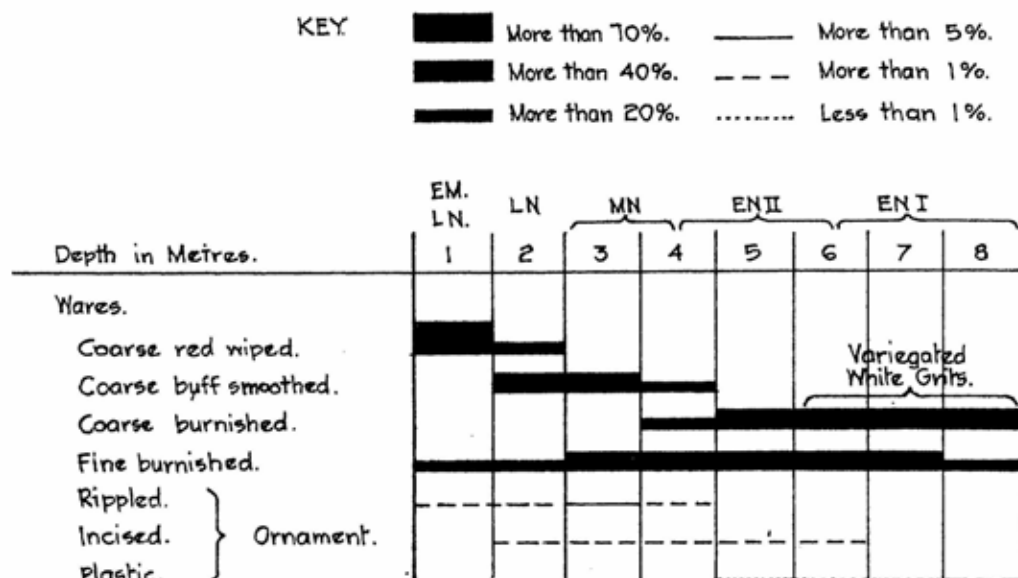 KEY.
More than 70%. More than 5%.
More than 40%. More than 1%.
More than 20%. Less than 1%.
EM. LN. LN MN EN II EN I
Depth in Metres. 1 2 3 4 5 6 7 8
Wares.
Coarse red wiped.
Variegated White Grits.
Coarse buff smoothed.
Coarse burnished.
Fine burnished.
Rippled.
Incised. Ornament.
Plastic.